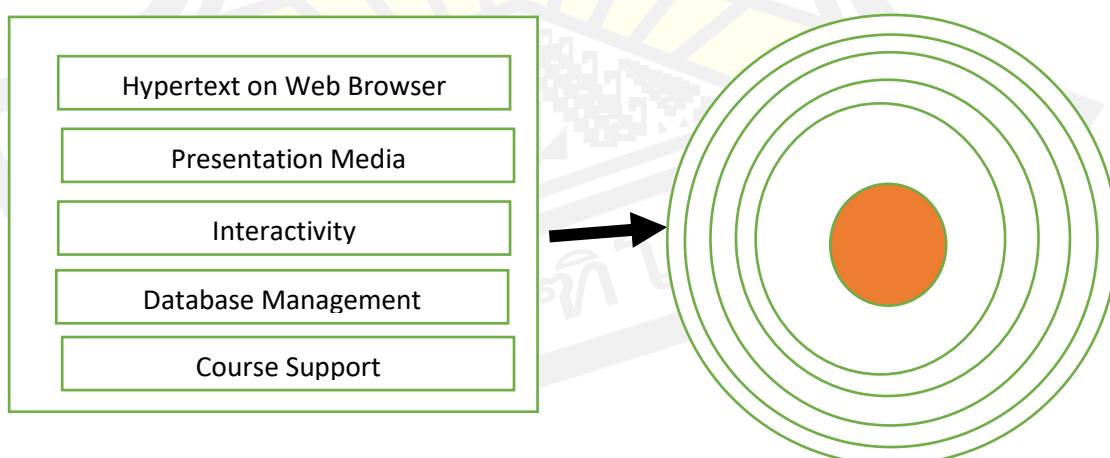 Hypertext on Web Browser
Presentation Media
Interactivity
Database Management
Course Support